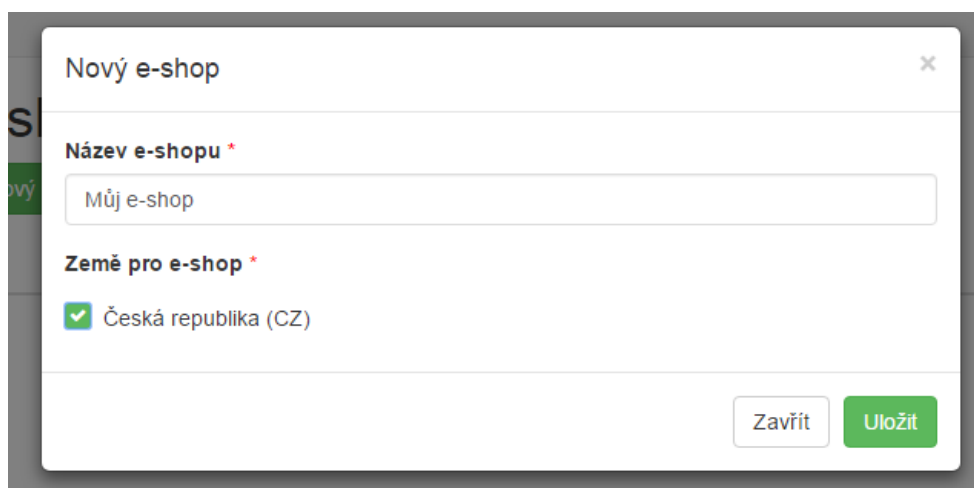 Nový e-shop
×
Název e-shopu *
Můj e-shop
Země pro e-shop *
Česká republika (CZ)
Zavřít
Uložit